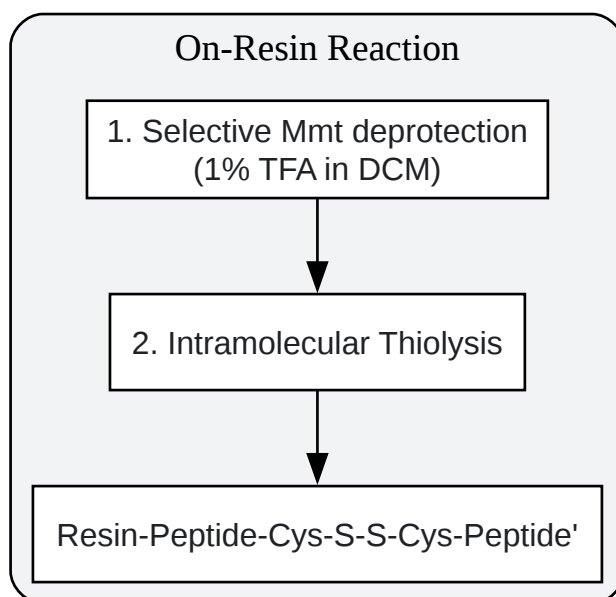 On-Resin Reaction
1. Selective Mmt deprotection
(1% TFA in DCM)
2. Intramolecular Thiolysis
Resin-Peptide-Cys-S-S-Cys-Peptide'